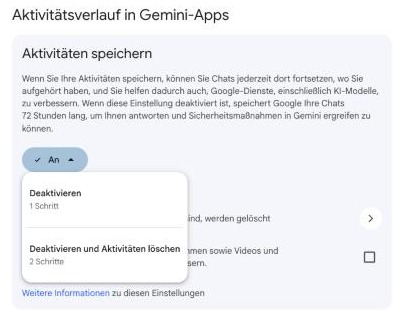 Aktivitätsverlauf in Gemini-Apps
Aktivitäten speichern
Wenn Sie Ihre Aktivitäten speichern, können Sie Chats jederzeit dort fortsetzen, wo Sie
aufgehört haben, und Sie helfen dadurch auch, Google-Dienste, einschließlich KI-Modelle,
zu verbessern. Wenn diese Einstellung deaktiviert ist, speichert Google Ihre Chats
72 Stunden lang, um Ihnen antworten und Sicherheitsmaßnahmen in Gemini ergreifen zu
können.
An
Deaktivieren
1 Schritt
ind, werden gelöscht
Deaktivieren und Aktivitäten löschen
2 Schritte
men sowie Videos und
sern.
Weitere Informationen zu diesen Einstellungen